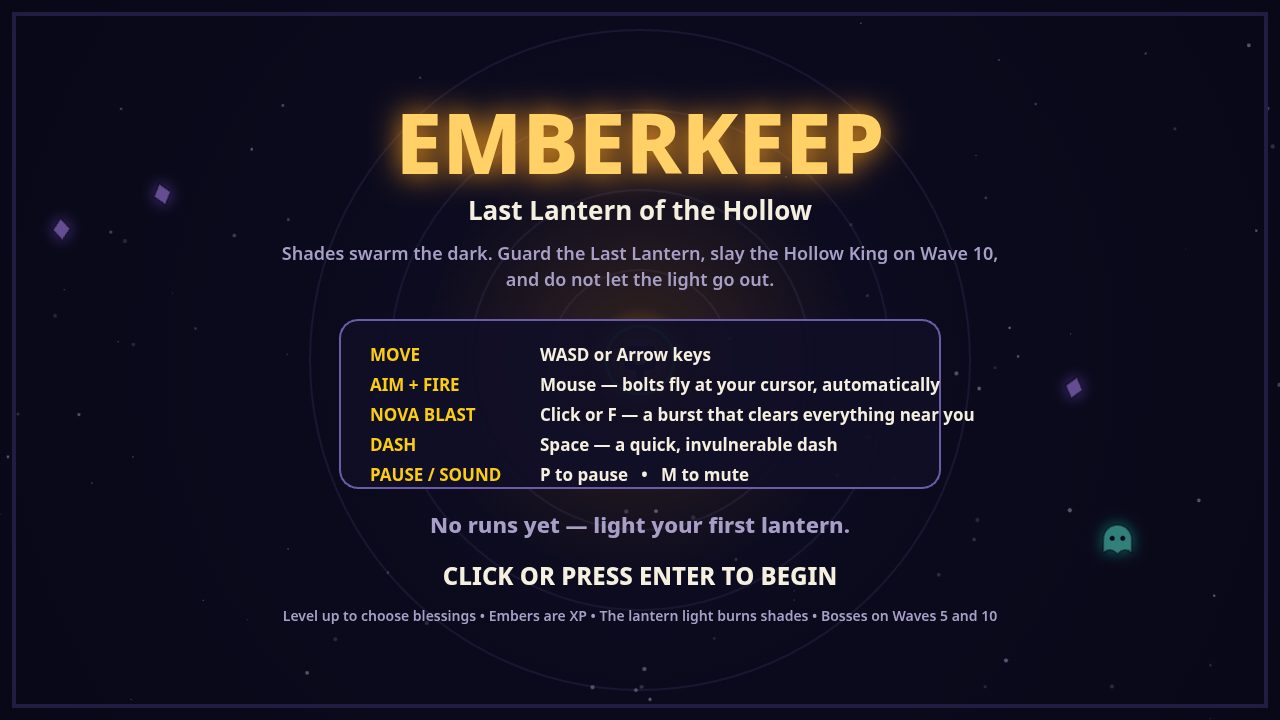 EMBERKEEP
Last Lantern of the Hollow
Shades swarm the dark. Guard the Last Lantern, slay the Hollow King on Wave 10,
and do not let the light go out.
MOVE WASD or Arrow keys
AIM + FIRE Mouse — bolts fly at your cursor, automatically
NOVA BLAST Click or F — a burst that clears everything near you
DASH Space — a quick, invulnerable dash
PAUSE / SOUND P to pause • M to mute
No runs yet — light your first lantern.
CLICK OR PRESS ENTER TO BEGIN
Level up to choose blessings • Embers are XP • The lantern light burns shades • Bosses on Waves 5 and 10